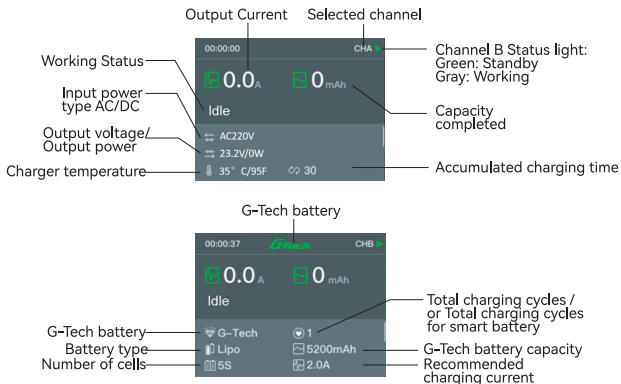 Output Current
Selected channel
00:00:00
CHA
Working Status
0.0A
0mAh
Channel B Status light:
Green: Standby
Gray: Working
Idle
Input power
type AC/DC
Capacity
completed
AC220V
Output voltage/
Output power
23.2V/0W
Charger temperature
35° C/95F
30
Accumulated charging time
G-Tech battery
00:00:37
G-Tech
CHB
0.0A
0mAh
Idle
Total charging cycles /
or Total charging cycles
for smart battery
G-Tech battery
G-Tech
1
Battery type
Lipo
5200mAh
G-Tech battery capacity
Number of cells
5S
2.0A
Recommended
charging current